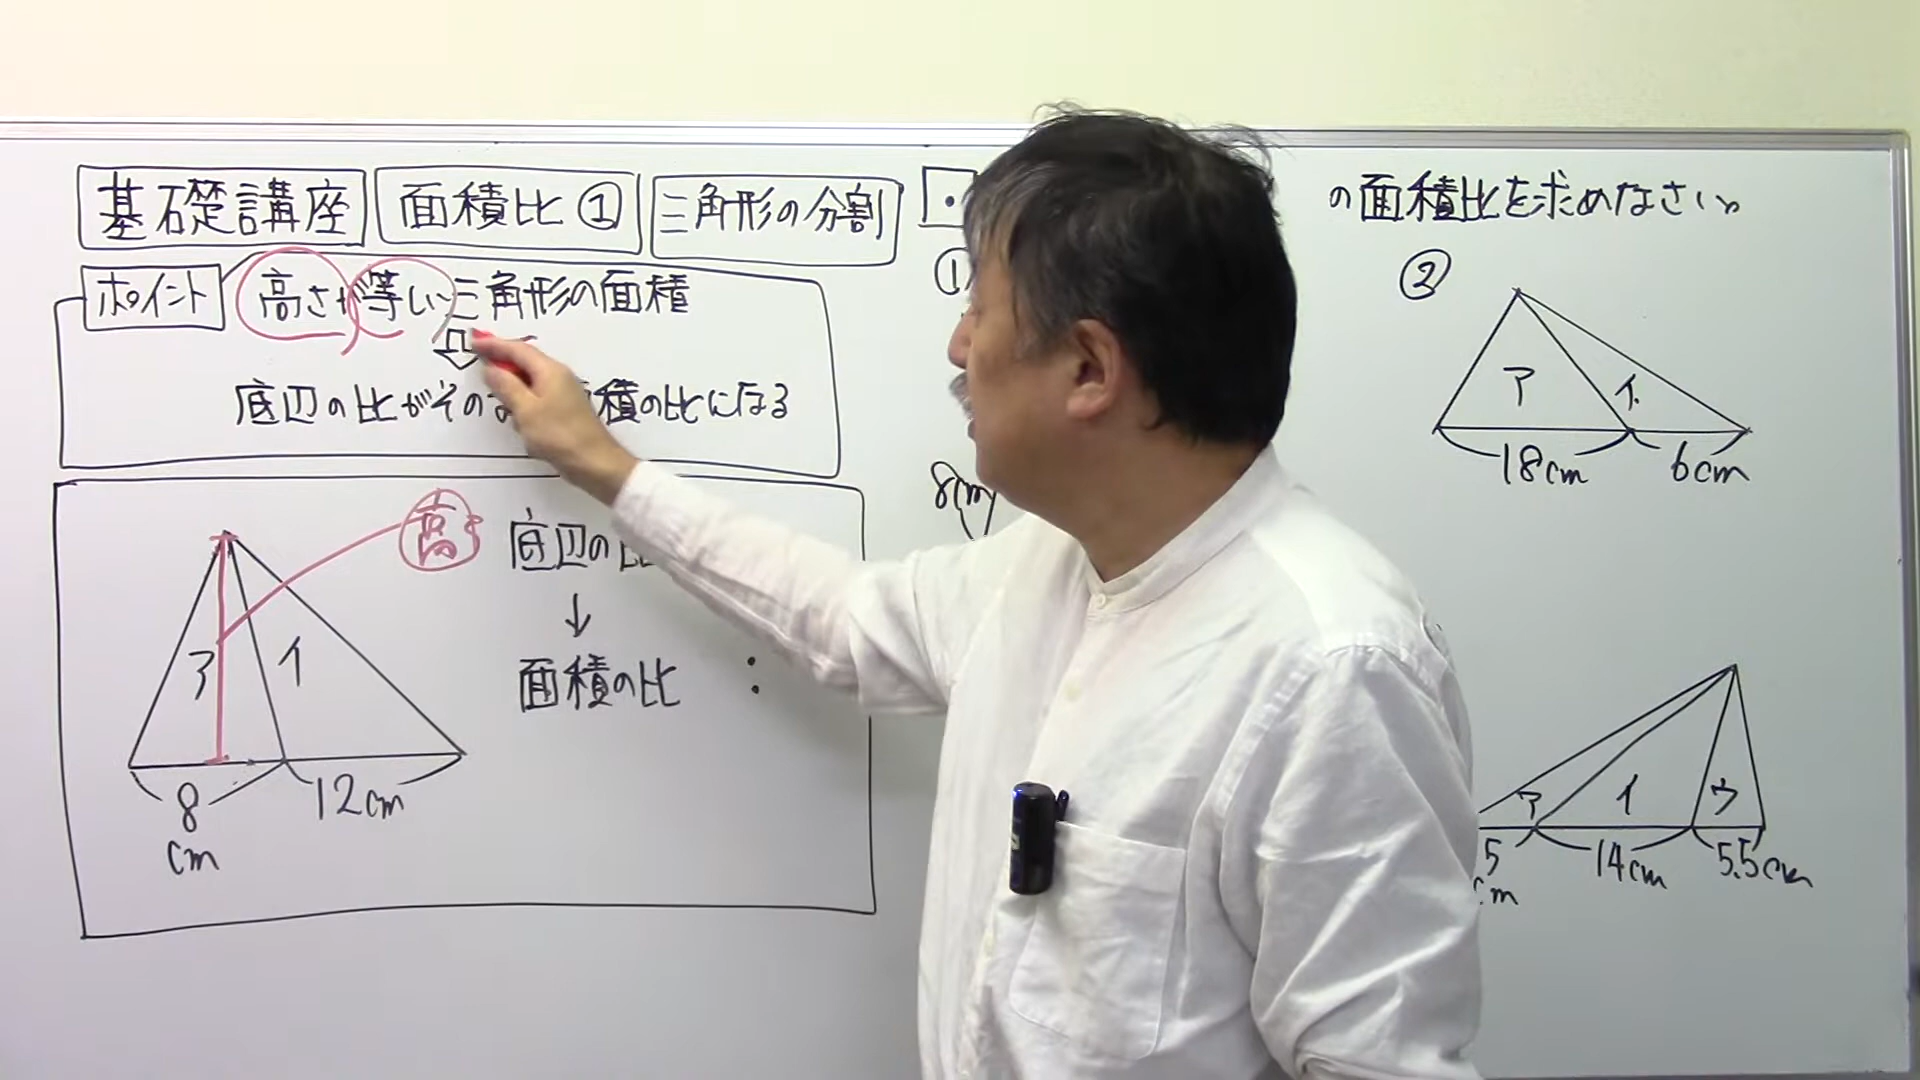 基礎講座 面積比① 三角形の分割
ポイント 高さが等しい三角形の面積
底辺の比がそのま 積の比になる
高さ
底辺の比
↓
面積の比 :
ア イ
8
cm
12cm
の面積比を求めなさい。
①
8cm
②
ア イ
18cm 6cm
ア イ ウ
5
cm
14cm 5.5cm